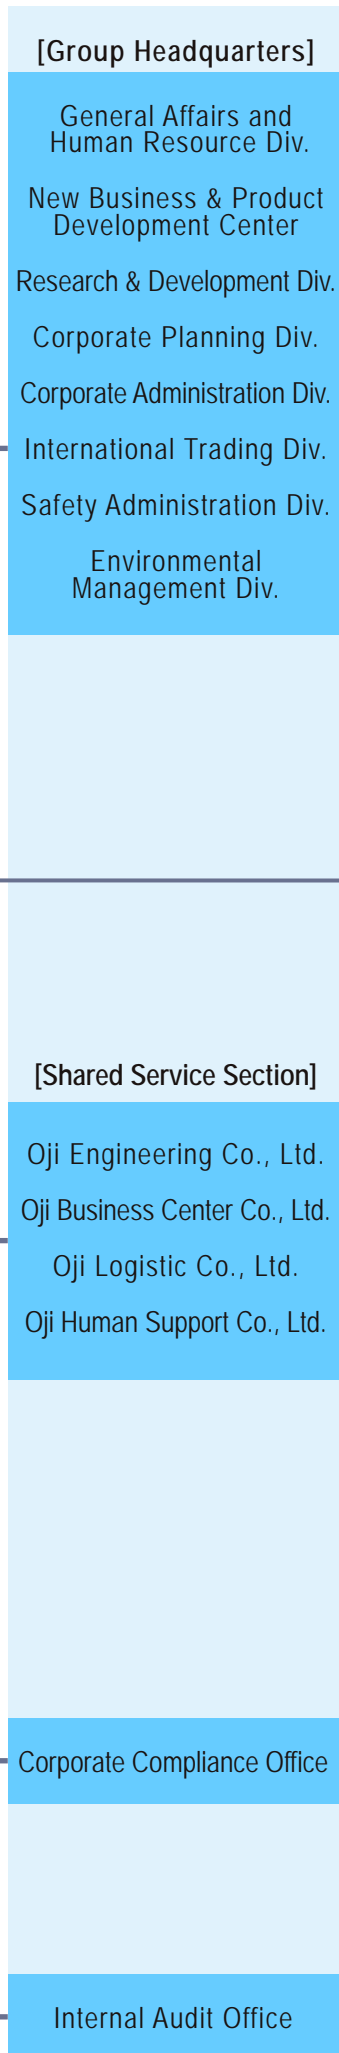 [Group Headquarters]
General Affairs and
Human Resource Div.
New Business & Product
Development Center
Research & Development Div.
Corporate Planning Div.
Corporate Administration Div.
International Trading Div.
Safety Administration Div.
Environmental
Management Div.
[Shared Service Section]
Oji Engineering Co., Ltd.
Oji Business Center Co., Ltd.
Oji Logistic Co., Ltd.
Oji Human Support Co., Ltd.
Corporate Compliance Office
Internal Audit Office